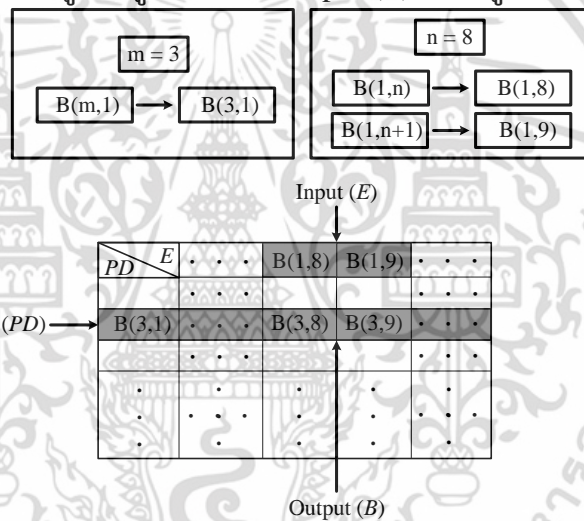 m = 3
B(m,1) B(3,1)
n = 8
B(1,n) B(1,8)
B(1,n+1) B(1,9)
Input (E)
PD E . . . B(1,8) B(1,9) . . .
. . . . . .
(PD) B(3,1) . . . B(3,8) B(3,9) . . .
. . . . . .
Output (B)